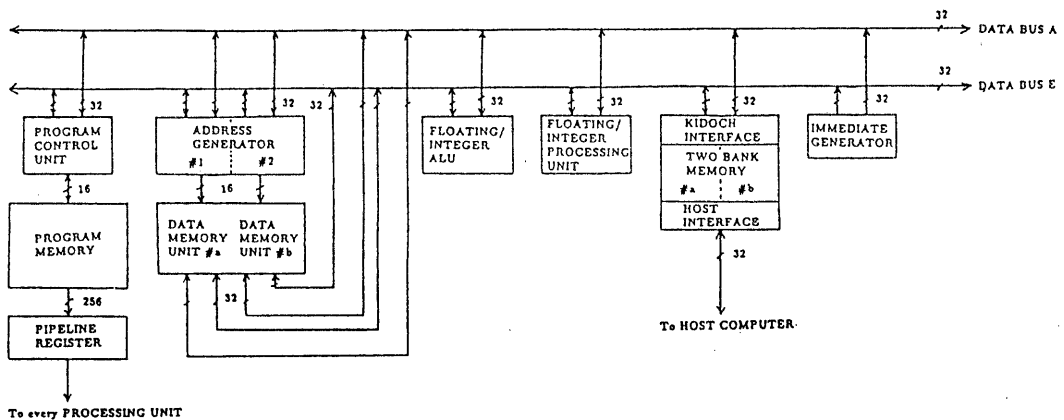 32
DATA BUS A
32
DATA BUS E
32
32
32
32
32
32
32
32
PROGRAM
CONTROL
UNIT
ADDRESS
GENERATOR
#1
#2
FLOATING/
INTEGER
ALU
FLOATING/
INTEGER
PROCESSING
UNIT
KIDOCH
INTERFACE
TWO BANK
MEMORY
#a
#b
HOST
INTERFACE
IMMEDIATE
GENERATOR
16
16
PROGRAM
MEMORY
DATA
MEMORY
UNIT #a
DATA
MEMORY
UNIT #b
32
32
256
PIPELINE
REGISTER
To HOST COMPUTER
To every PROCESSING UNIT